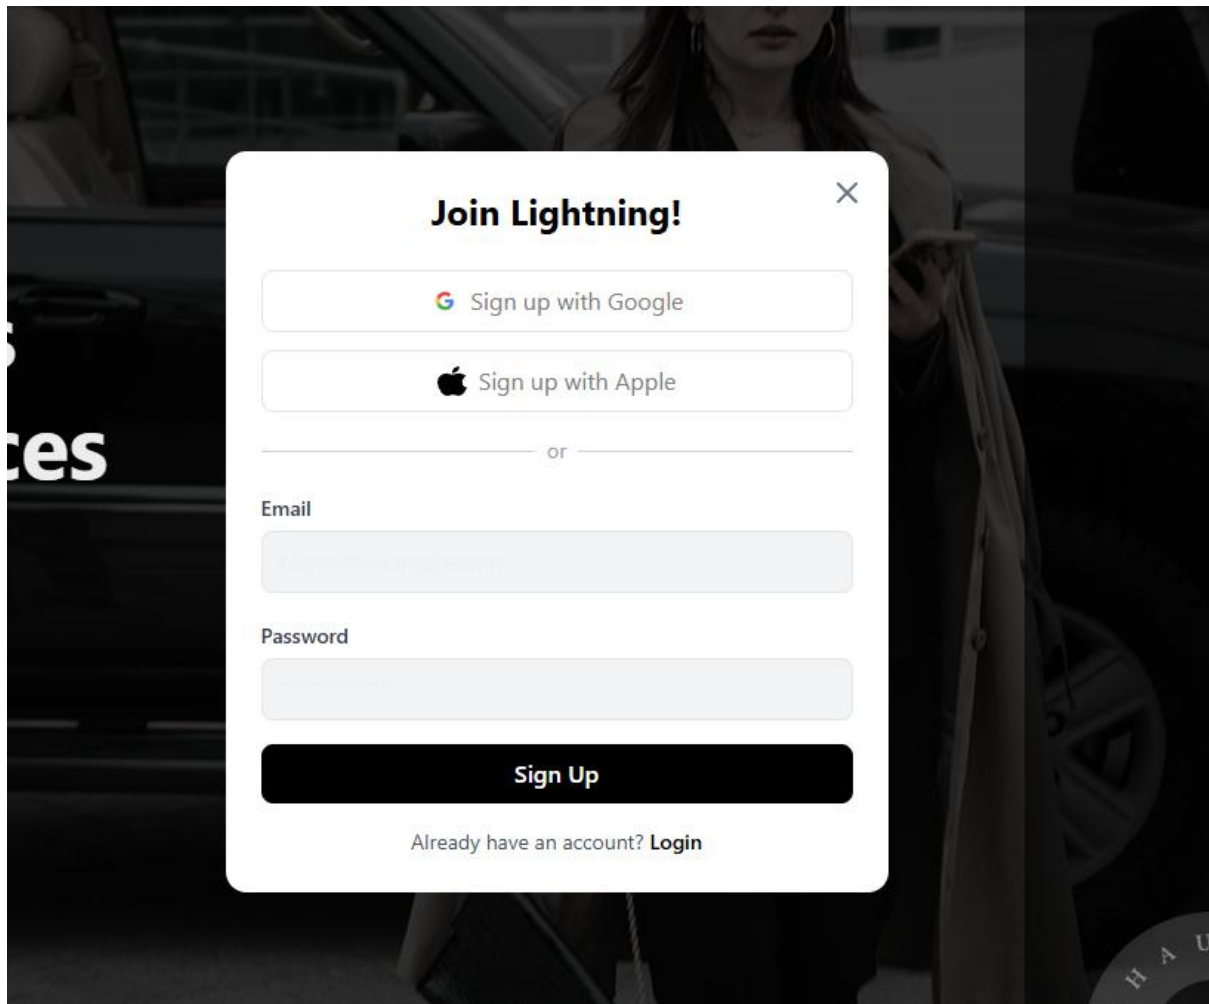 Join Lightning!
Sign up with Google
Sign up with Apple
or
ces
Email
Password
Sign Up
Already have an account? Login
H A U